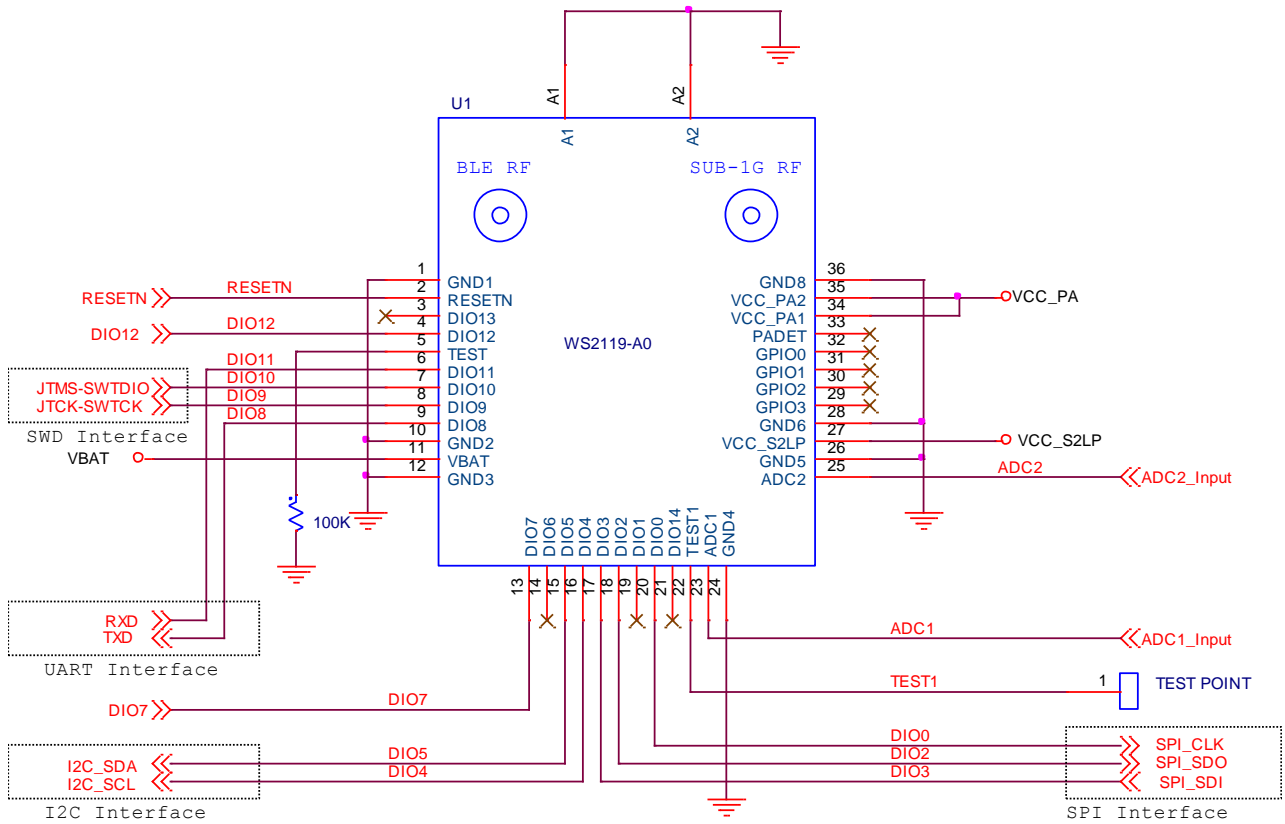 A1
A2
U1
A1
A2
BLE RF
SUB-1G RF
WS2119-A0
RESETN
RESETN
DIO12
DIO12
DIO11
DIO10
DIO9
DIO8
JTMS-SWTDIO
JTCK-SWTCK
SWD Interface
VBAT
1 GND1
2 RESETN
3 DIO13
4 DIO12
5 TEST
6 DIO11
7 DIO10
8 DIO9
9 DIO8
10 GND2
11 VBAT
12 GND3
36 GND8
35 VCC_PA2
34 VCC_PA1
33 PADET
32 GPIO0
31 GPIO1
30 GPIO2
29 GPIO3
28 GND6
27 VCC_S2LP
26 GND5
25 ADC2
VCC_PA
VCC_S2LP
ADC2
ADC2_Input
100K
DIO7
DIO6
DIO5
DIO4
DIO3
DIO2
DIO1
DIO0
DIO14
TEST1
ADC1
GND4
13
14
15
16
17
18
19
20
21
22
23
24
RXD
TXD
UART Interface
ADC1
ADC1_Input
TEST1
1
TEST POINT
DIO7
DIO7
I2C_SDA
DIO5
I2C_SCL
DIO4
I2C Interface
DIO0
SPI_CLK
DIO2
SPI_SDO
DIO3
SPI_SDI
SPI Interface